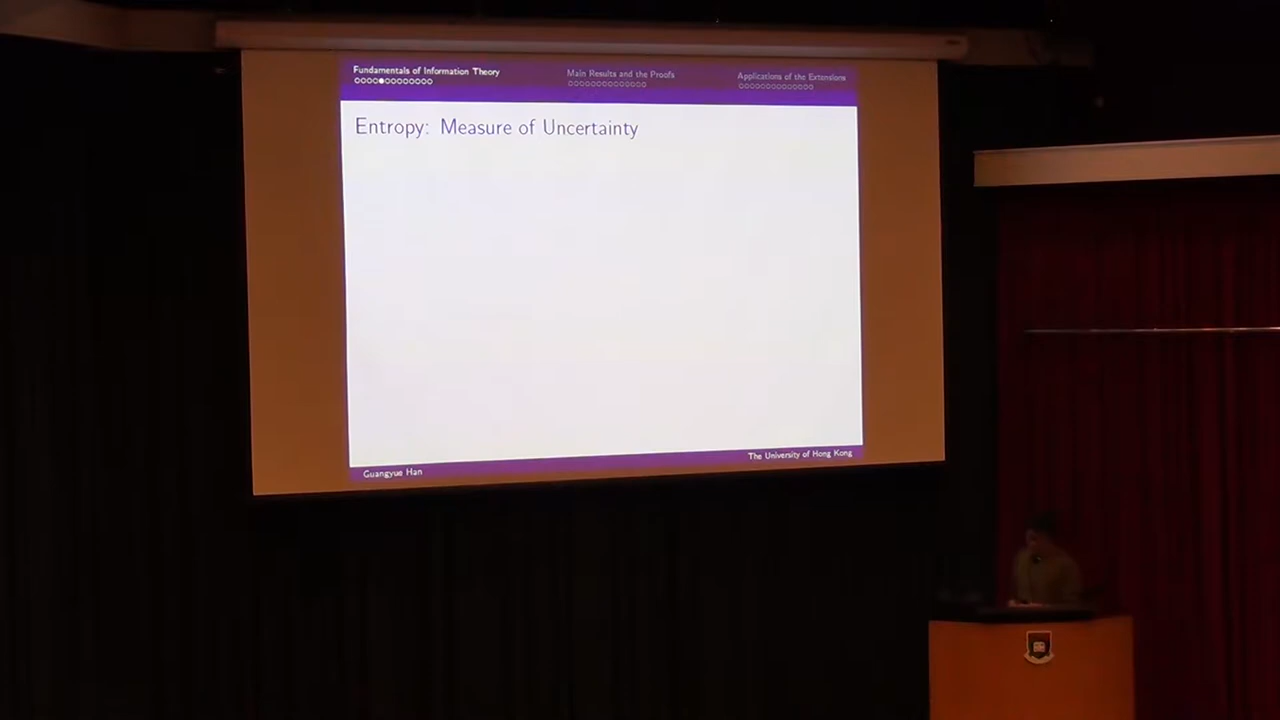 Fundamentals of Information Theory
Main Results and the Proofs
Applications of the Extensions
Entropy: Measure of Uncertainty
Guangyue Han
The University of Hong Kong